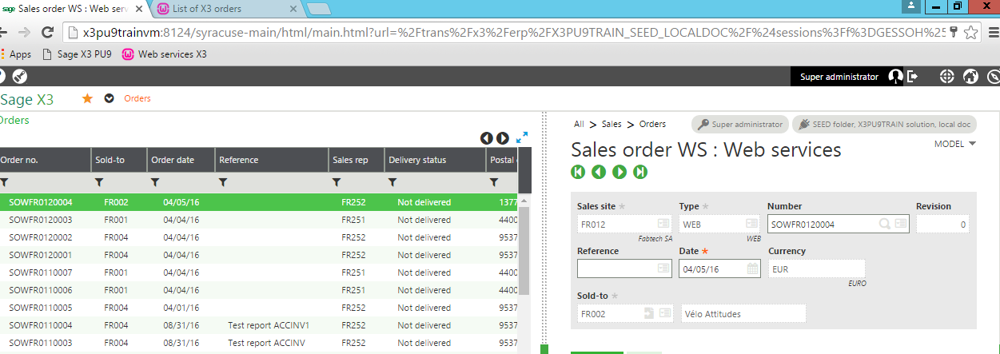 sage Sales order WS : Web serv
List of X3 orders
x3pu9trainvm:8124/syracuse-main/html/main.html?url=%2Ftrans%2Fx3%2Ferp%2FX3PU9TRAIN_SEED_LOCALDOC%2F%24sessions%3Ff%3DGESSOH%25
Apps Sage X3 PU9 Web services X3
Super administrator
Sage X3 Orders
Orders
Order no. Sold-to Order date Reference Sales rep Delivery status Postal
SOWFR0120004 FR002 04/05/16 FR252 Not delivered 1377
SOWFR0120003 FR001 04/04/16 FR251 Not delivered 4400
SOWFR0120002 FR004 04/04/16 FR252 Not delivered 9537
SOWFR0120001 FR004 04/04/16 FR252 Not delivered 9537
SOWFR0110007 FR001 04/04/16 FR251 Not delivered 4400
SOWFR0110006 FR001 04/04/16 FR251 Not delivered 4400
SOWFR0110005 FR004 04/01/16 FR252 Not delivered 9537
SOWFR0110004 FR004 08/31/16 Test report ACCINV1 FR252 Not delivered 9537
SOWFR0110003 FR004 08/31/16 Test report ACCINV FR252 Not delivered 9537
All > Sales > Orders
Super administrator
SEED folder, X3PU9TRAIN solution, local doc
Sales order WS : Web services
MODEL
Sales site * Type * Number Revision
FR012 WEB SOWFR0120004 0
Fabtech SA WEB
Reference Date * Currency
04/05/16 EUR
EURO
Sold-to *
FR002 Vélo Attitudes